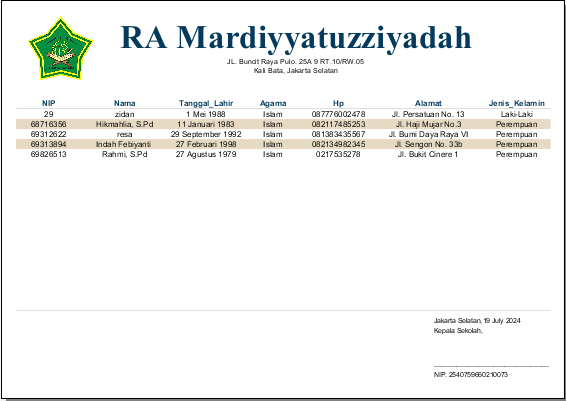 RA Mardiyyatuzziyadah
JL. Buncit Raya Pulo. 25A 9 RT.10/RW.05
Kali Bata, Jakarta Selatan
NIP Nama Tanggal_Lahir Agama Hp Alamat Jenis_Kelamin
29 zidan 1 Mei 1988 Islam 087776002478 Jl. Persatuan No. 13 Laki-Laki
68716356 Hikmahlia, S.Pd 11 Januari 1983 Islam 082117485253 Jl. Haji Mujar No.3 Perempuan
69312622 resa 29 September 1992 Islam 081383435567 Jl. Bumi Daya Raya VI Perempuan
69313894 Indah Febiyanti 27 Februari 1998 Islam 082134982345 Jl. Sengon No. 33b Perempuan
69826513 Rahmi, S.Pd 27 Agustus 1979 Islam 0217535278 Jl. Bukit Cinere 1 Perempuan
Jakarta Selatan, 19 July 2024
Kepala Sekolah,
NIP. 2540759660210073